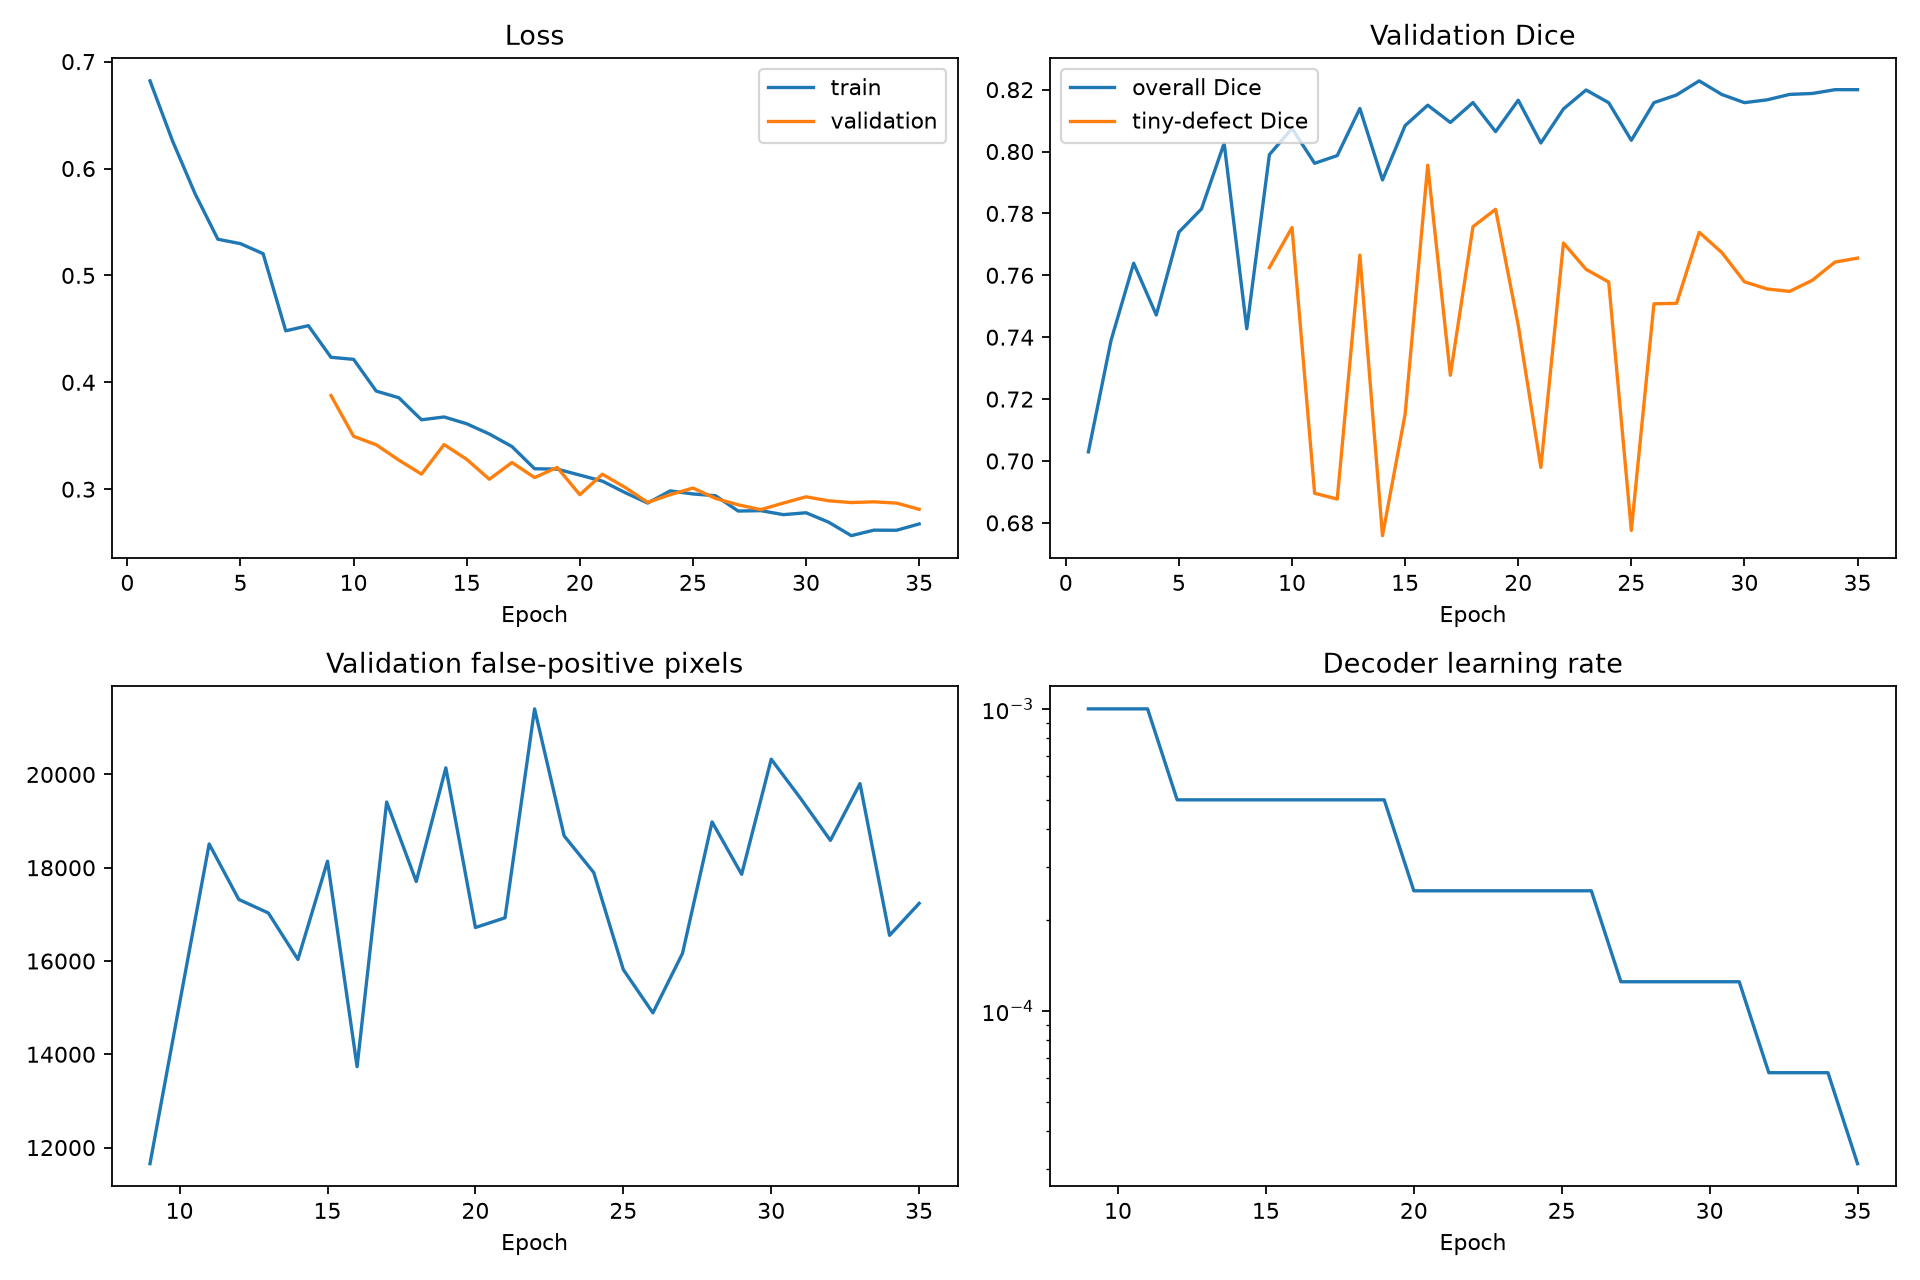 Loss
0.7
0.6
0.5
0.4
0.3
train
validation
0 5 10 15 20 25 30 35
Epoch
Validation Dice
0.82
0.80
0.78
0.76
0.74
0.72
0.70
0.68
overall Dice
tiny-defect Dice
0 5 10 15 20 25 30 35
Epoch
Validation false-positive pixels
20000
18000
16000
14000
12000
10 15 20 25 30 35
Epoch
Decoder learning rate
10⁻³
10⁻⁴
10 15 20 25 30 35
Epoch